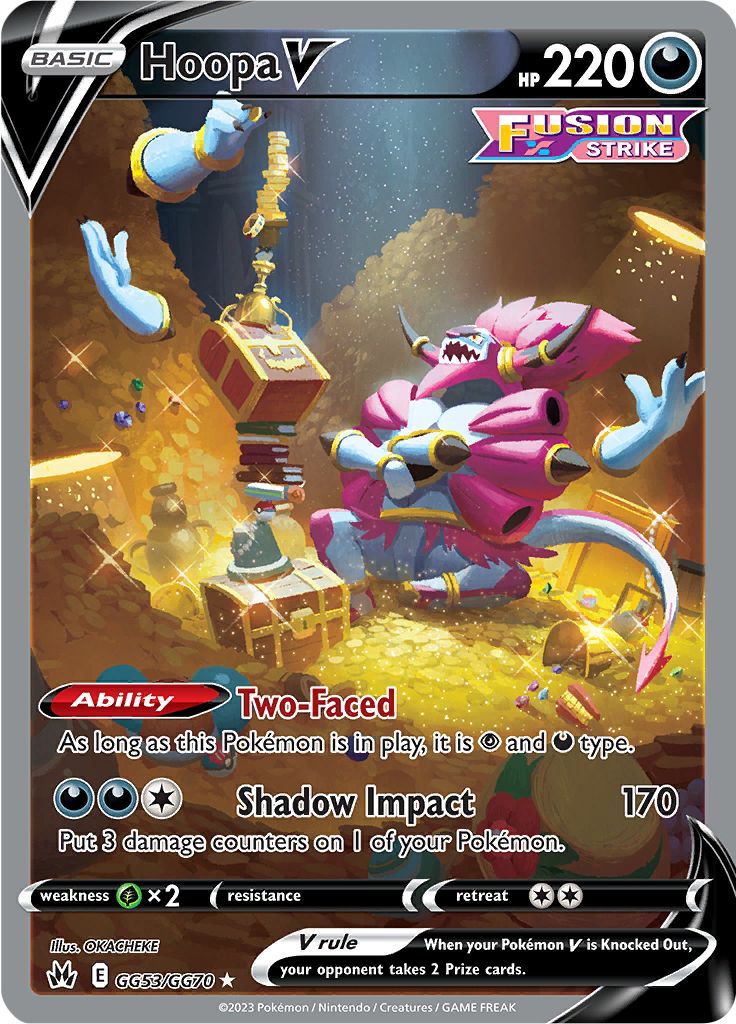 BASIC Hoopa V HP 220
FUSION
STRIKE
Ability Two-Faced
As long as this Pokémon is in play, it is and type.
Shadow Impact 170
Put 3 damage counters on 1 of your Pokémon.
weakness ×2 resistance retreat
Illus. OKACHEKE
V rule When your Pokémon V is Knocked Out,
your opponent takes 2 Prize cards.
E GG53/GG70 ★
©2023 Pokémon / Nintendo / Creatures / GAME FREAK